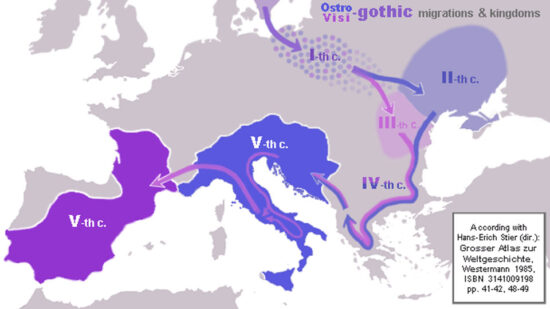 Ostro
Visi -gothic migrations & kingdoms
I-th c.
II-th c.
III-th c.
IV-th c.
V-th c.
V-th c.
According with
Hans-Erich Stier (dir.):
Grosser Atlas zur
Weltgeschichte,
Westermann 1985,
ISBN 3141009198
pp. 41-42, 48-49